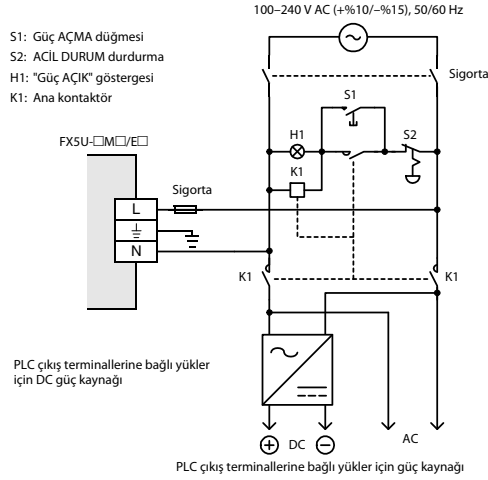 100–240 V AC (+%10/–%15), 50/60 Hz
S1: Güç AÇMA düğmesi
S2: ACİL DURUM durdurma
H1: "Güç AÇIK" göstergesi
K1: Ana kontaktör
Sigorta
S1
H1
S2
K1
FX5U-□M□/E□
Sigorta
L
N
K1
K1
PLC çıkış terminallerine bağlı yükler
için DC güç kaynağı
DC
AC
PLC çıkış terminallerine bağlı yükler için güç kaynağı